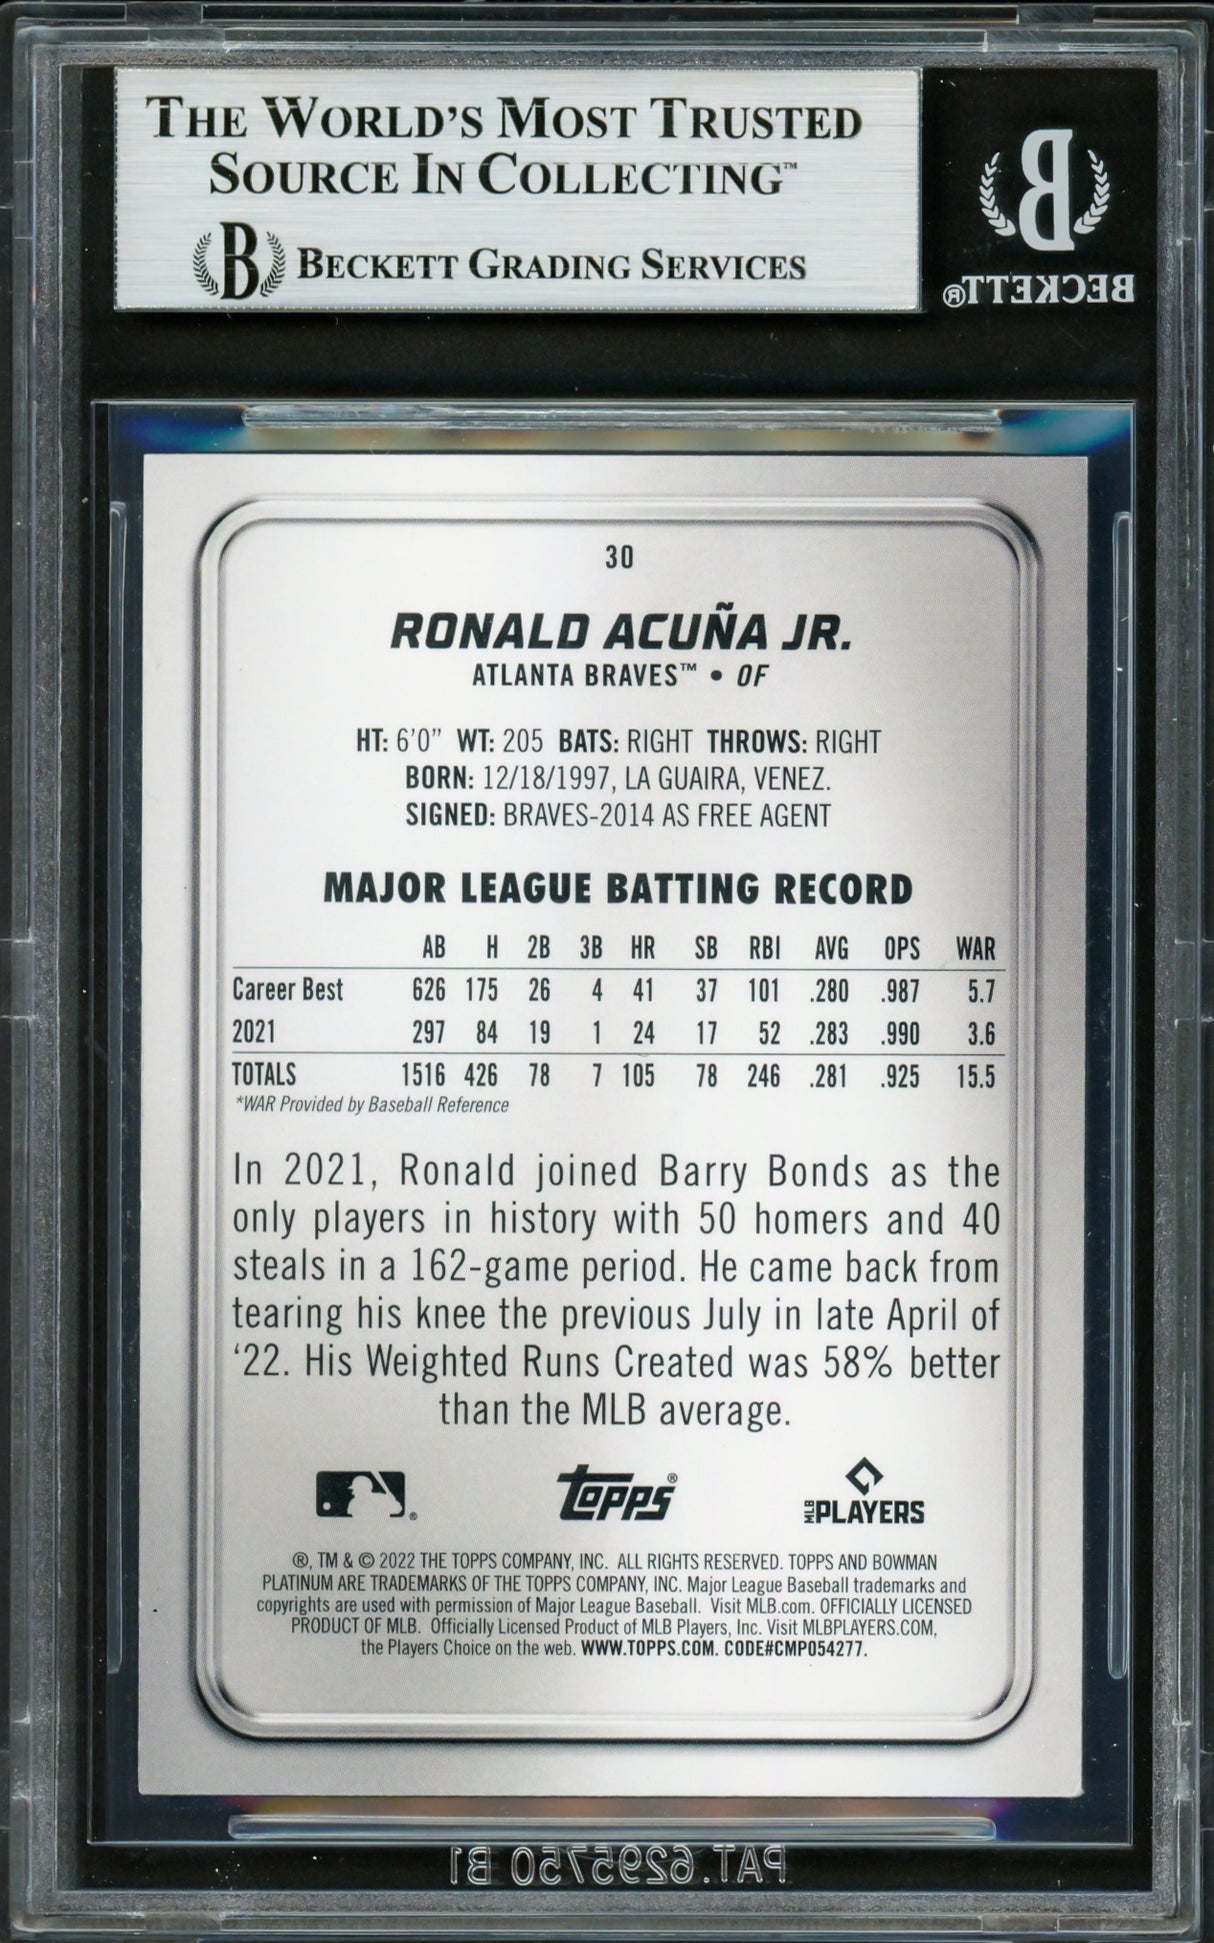 THE WORLD'S MOST TRUSTED
SOURCE IN COLLECTING™
B BECKETT GRADING SERVICES
B
BECKETT®
30
RONALD ACUÑA JR.
ATLANTA BRAVES™ • OF
HT: 6'0" WT: 205 BATS: RIGHT THROWS: RIGHT
BORN: 12/18/1997, LA GUAIRA, VENEZ.
SIGNED: BRAVES-2014 AS FREE AGENT
MAJOR LEAGUE BATTING RECORD
AB H 2B 3B HR SB RBI AVG OPS WAR
Career Best 626 175 26 4 41 37 101 .280 .987 5.7
2021 297 84 19 1 24 17 52 .283 .990 3.6
TOTALS 1516 426 78 7 105 78 246 .281 .925 15.5
*WAR Provided by Baseball Reference
In 2021, Ronald joined Barry Bonds as the
only players in history with 50 homers and 40
steals in a 162-game period. He came back from
tearing his knee the previous July in late April of
'22. His Weighted Runs Created was 58% better
than the MLB average.
® Topps® MLB PLAYERS
®, TM & © 2022 THE TOPPS COMPANY, INC. ALL RIGHTS RESERVED. TOPPS AND BOWMAN
PLATINUM ARE TRADEMARKS OF THE TOPPS COMPANY, INC. Major League Baseball trademarks and
copyrights are used with permission of Major League Baseball. Visit MLB.com. OFFICIALLY LICENSED
PRODUCT OF MLB. Officially Licensed Product of MLB Players, Inc. Visit MLBPLAYERS.COM,
the Players Choice on the web. WWW.TOPPS.COM. CODE#CMP054277.
PAT.6295750 B1